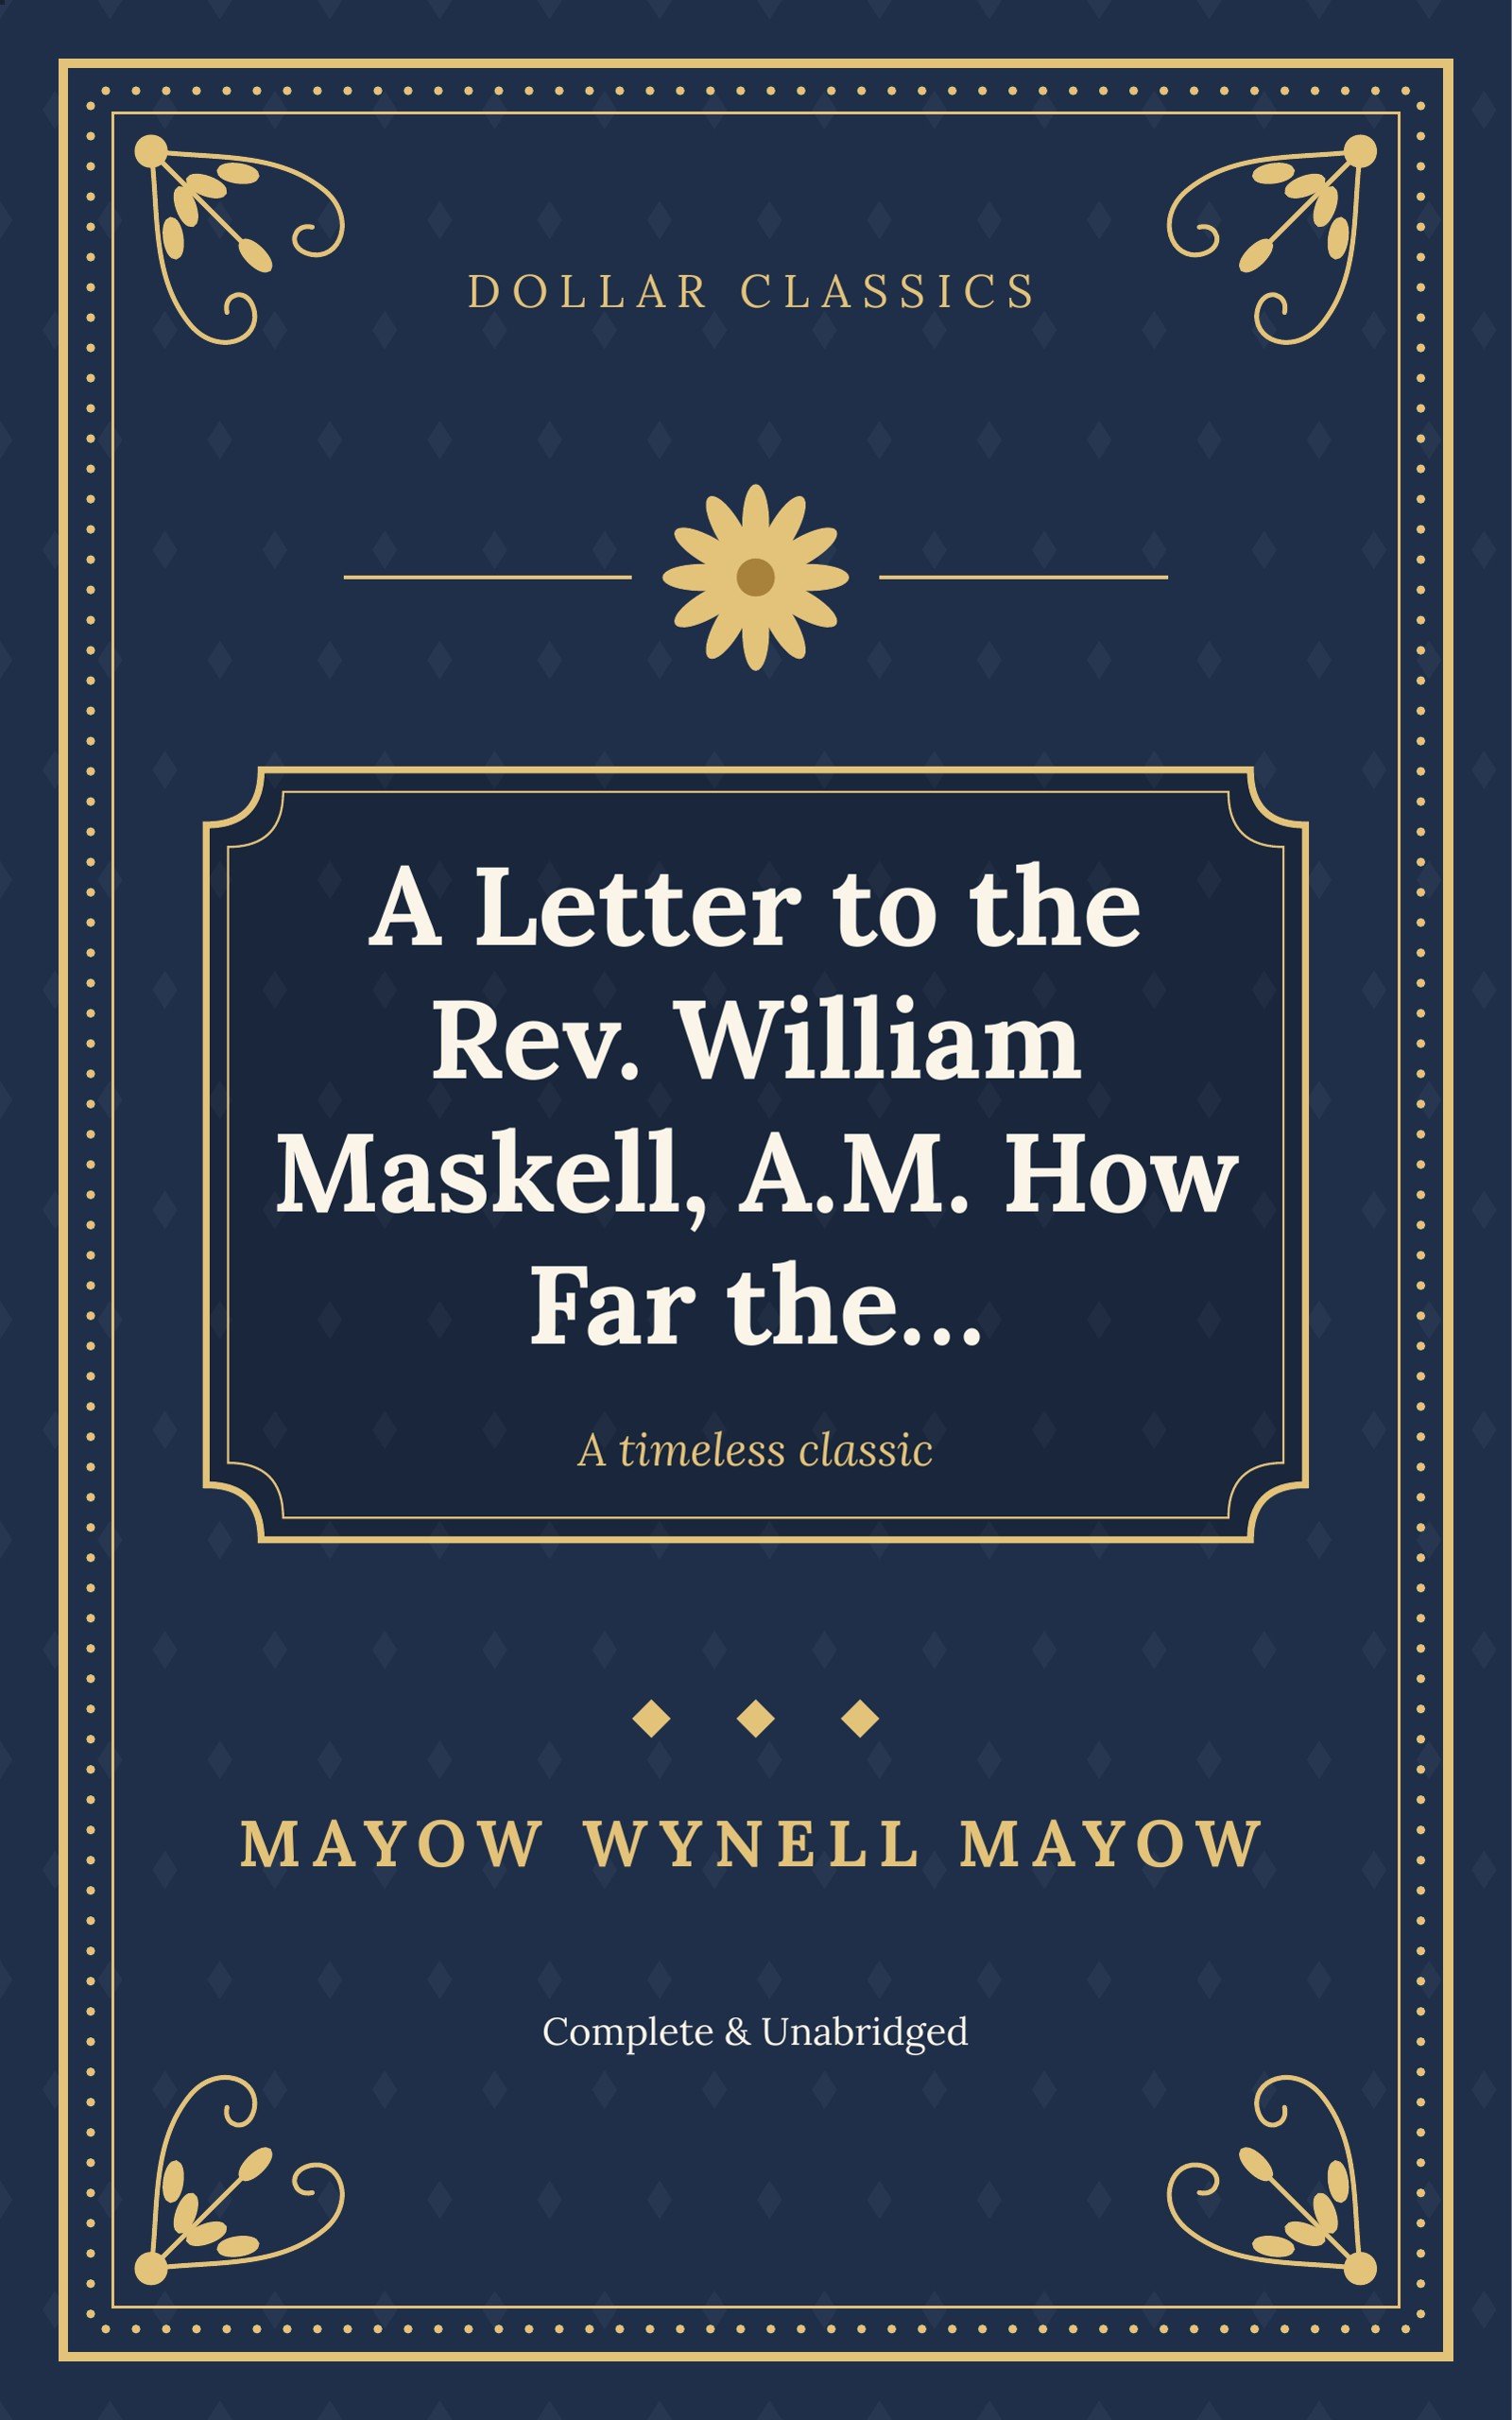 DOLLAR CLASSICS
A Letter to the
Rev. William
Maskell, A.M. How
Far the...
A timeless classic
MAYOW WYNELL MAYOW
Complete & Unabridged